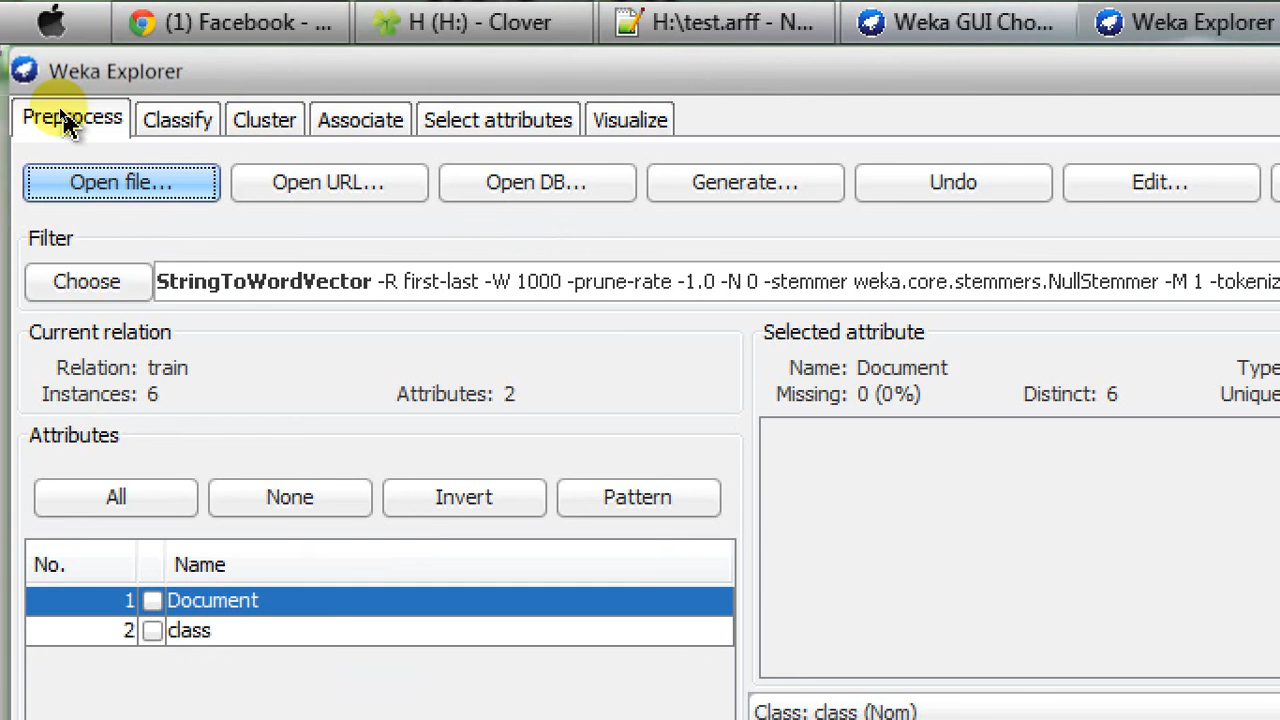 (1) Facebook - ...
H (H:) - Clover
H:\test.arff - N...
Weka GUI Cho...
Weka Explorer
Weka Explorer
Preprocess
Classify
Cluster
Associate
Select attributes
Visualize
Open file...
Open URL...
Open DB...
Generate...
Undo
Edit...
Filter
Choose
StringToWordVector -R first-last -W 1000 -prune-rate -1.0 -N 0 -stemmer weka.core.stemmers.NullStemmer -M 1 -tokeniz
Current relation
Relation: train
Instances: 6
Attributes: 2
Attributes
All
None
Invert
Pattern
No.
Name
1 Document
2 class
Selected attribute
Name: Document
Type
Missing: 0 (0%)
Distinct: 6
Unique
Class: class (Nom)